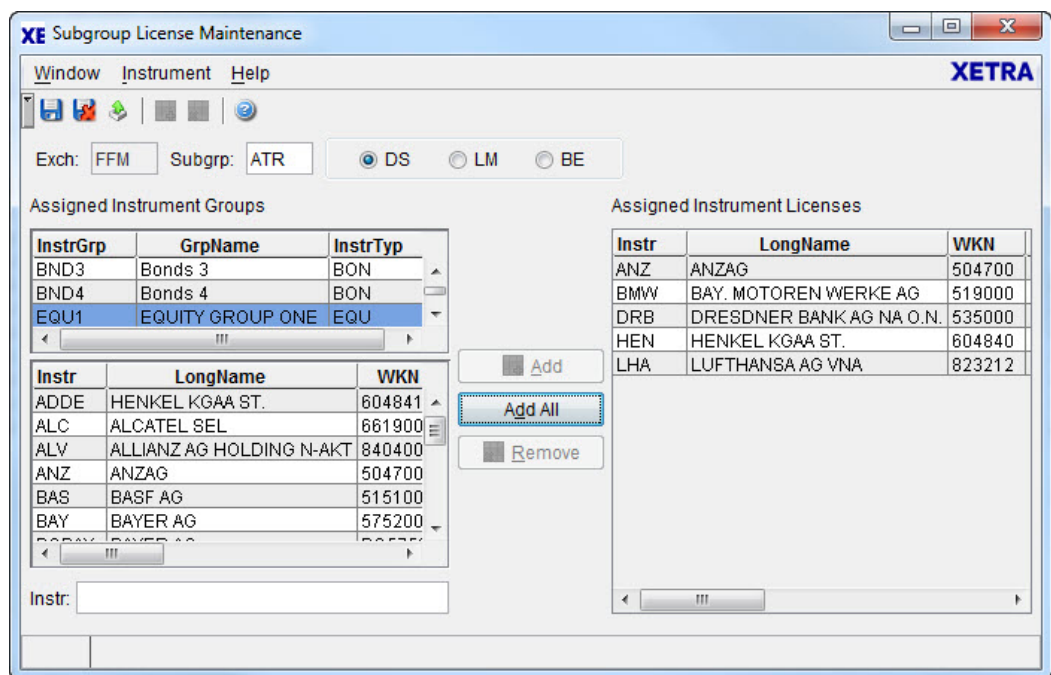 XE Subgroup License Maintenance
Window Instrument Help XETRA
Exch: FFM Subgrp: ATR DS LM BE
Assigned Instrument Groups
InstrGrp GrpName InstrTyp
BND3 Bonds 3 BON
BND4 Bonds 4 BON
EQU1 EQUITY GROUP ONE EQU
Instr LongName WKN
ADDE HENKEL KGAA ST. 604841
ALC ALCATEL SEL 661900
ALV ALLIANZ AG HOLDING N-AKT 840400
ANZ ANZAG 504700
BAS BASF AG 515100
BAY BAYER AG 575200
Instr:
Add
Add All
Remove
Assigned Instrument Licenses
Instr LongName WKN
ANZ ANZAG 504700
BMW BAY. MOTOREN WERKE AG 519000
DRB DRESDNER BANK AG NA O.N. 535000
HEN HENKEL KGAA ST. 604840
LHA LUFTHANSA AG VNA 823212